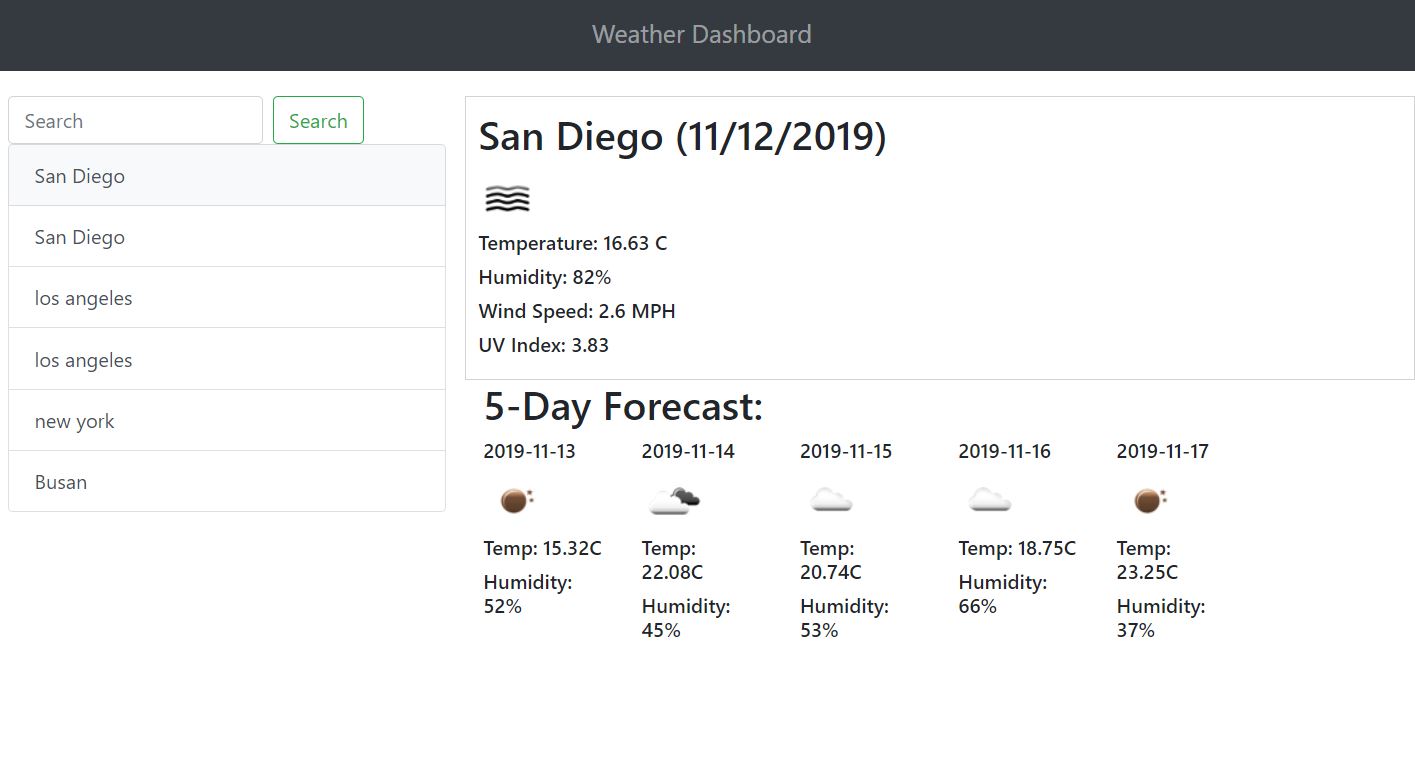 Weather Dashboard
Search
Search
San Diego
San Diego
los angeles
los angeles
new york
Busan
San Diego (11/12/2019)
Temperature: 16.63 C
Humidity: 82%
Wind Speed: 2.6 MPH
UV Index: 3.83
5-Day Forecast:
2019-11-13
Temp: 15.32C
Humidity:
52%
2019-11-14
Temp:
22.08C
Humidity:
45%
2019-11-15
Temp:
20.74C
Humidity:
53%
2019-11-16
Temp: 18.75C
Humidity:
66%
2019-11-17
Temp:
23.25C
Humidity:
37%